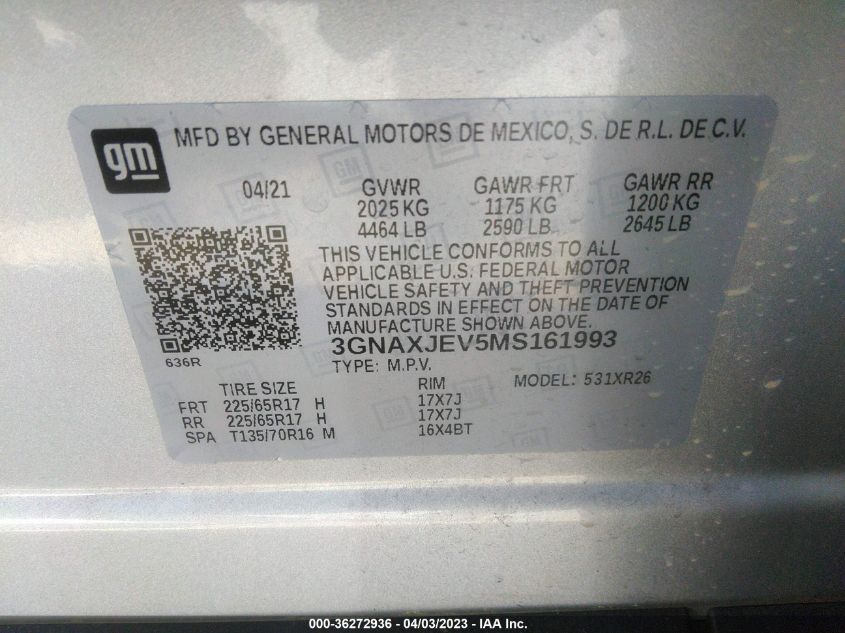 gm
MFD BY GENERAL MOTORS DE MEXICO, S. DE R.L. DE C.V.
04/21 GVWR GAWR FRT GAWR RR
2025 KG 1175 KG 1200 KG
4464 LB 2590 LB 2645 LB
THIS VEHICLE CONFORMS TO ALL
APPLICABLE U.S. FEDERAL MOTOR
VEHICLE SAFETY AND THEFT PREVENTION
STANDARDS IN EFFECT ON THE DATE OF
MANUFACTURE SHOWN ABOVE.
636R
3GNAXJEV5MS161993
TYPE: M.P.V. MODEL: 531XR26
TIRE SIZE RIM
FRT 225/65R17 H 17X7J
RR 225/65R17 H 17X7J
SPA T135/70R16 M 16X4BT
000-36272936 - 04/03/2023 - IAA Inc.